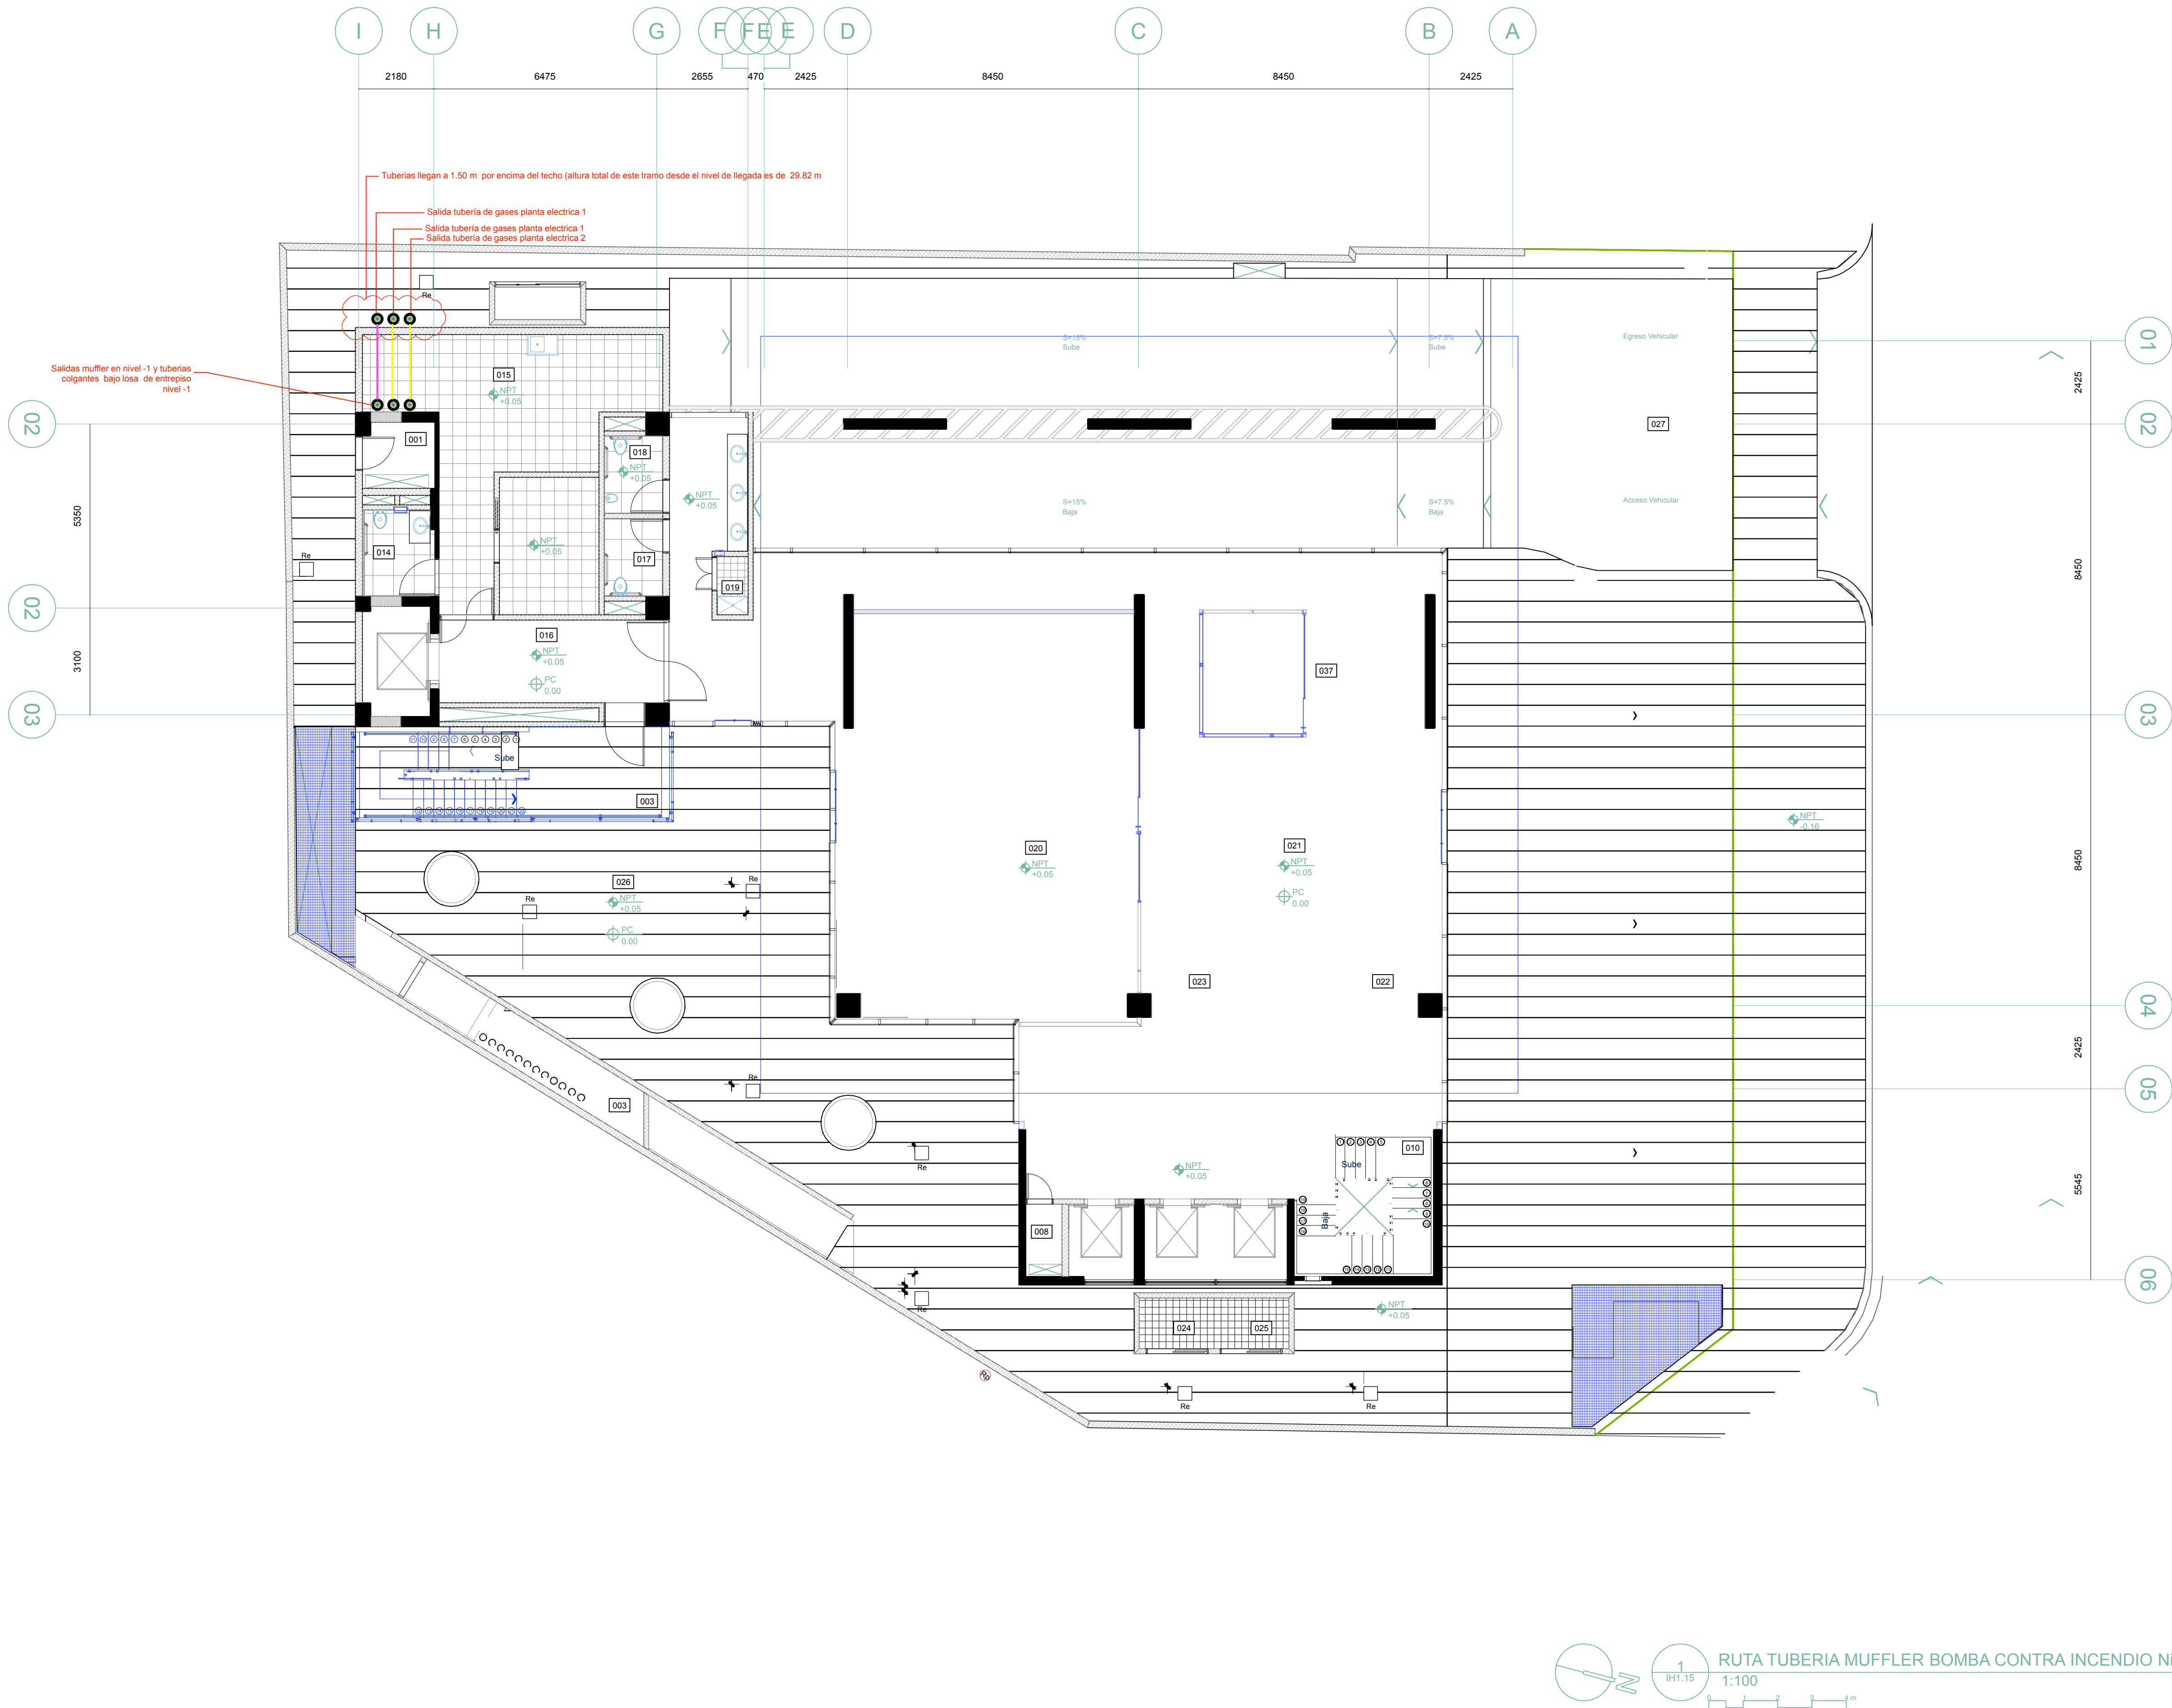 I
H
G
F
F
E
E
D
C
B
A
2180
6475
2655
470
2425
8450
8450
2425
Tuberias llegan a 1.50 m por encima del techo (altura total de este tramo desde el nivel de llegada es de 29.82 m
Salida tubería de gases planta electrica 1
Salida tubería de gases planta electrica 1
Salida tubería de gases planta electrica 2
Re
Salidas muffler en nivel -1 y tuberias
colgantes bajo losa de entrepiso
nivel -1
S=15%
Sube
S=7.5%
Sube
Egreso Vehicular
01
2425
02
02
027
015
NPT
+0.05
001
018
NPT
+0.05
NPT
+0.05
S=15%
Baja
S=7.5%
Baja
Acceso Vehicular
5350
014
NPT
+0.05
017
019
Re
8450
02
016
NPT
+0.05
PC
0.00
3100
037
03
03
Sube
003
020
NPT
+0.05
021
NPT
+0.05
PC
0.00
NPT
-0.16
8450
026
NPT
+0.05
PC
0.00
Re
Re
023
022
04
2425
Re
05
003
Re
NPT
+0.05
010
Sube
Baja
008
5545
06
Re
024
025
NPT
+0.05
Re
Re
Re
N
1
IH1.15
RUTA TUBERIA MUFFLER BOMBA CONTRA INCENDIO Ni
1:100
0 1 2 3 4 m